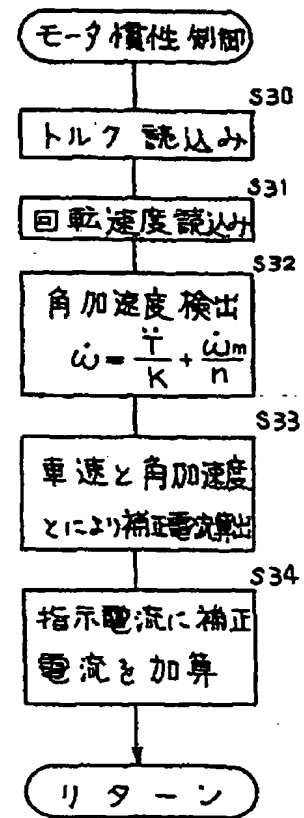 モータ慣性制御
S30
トルク読込み
S31
回転速度読込み
S32
角加速度検出
ω̇ = T̈/K + ω̇m/n
S33
車速と角加速度
とにより補正電流算出
S34
指示電流に補正
電流を加算
リターン